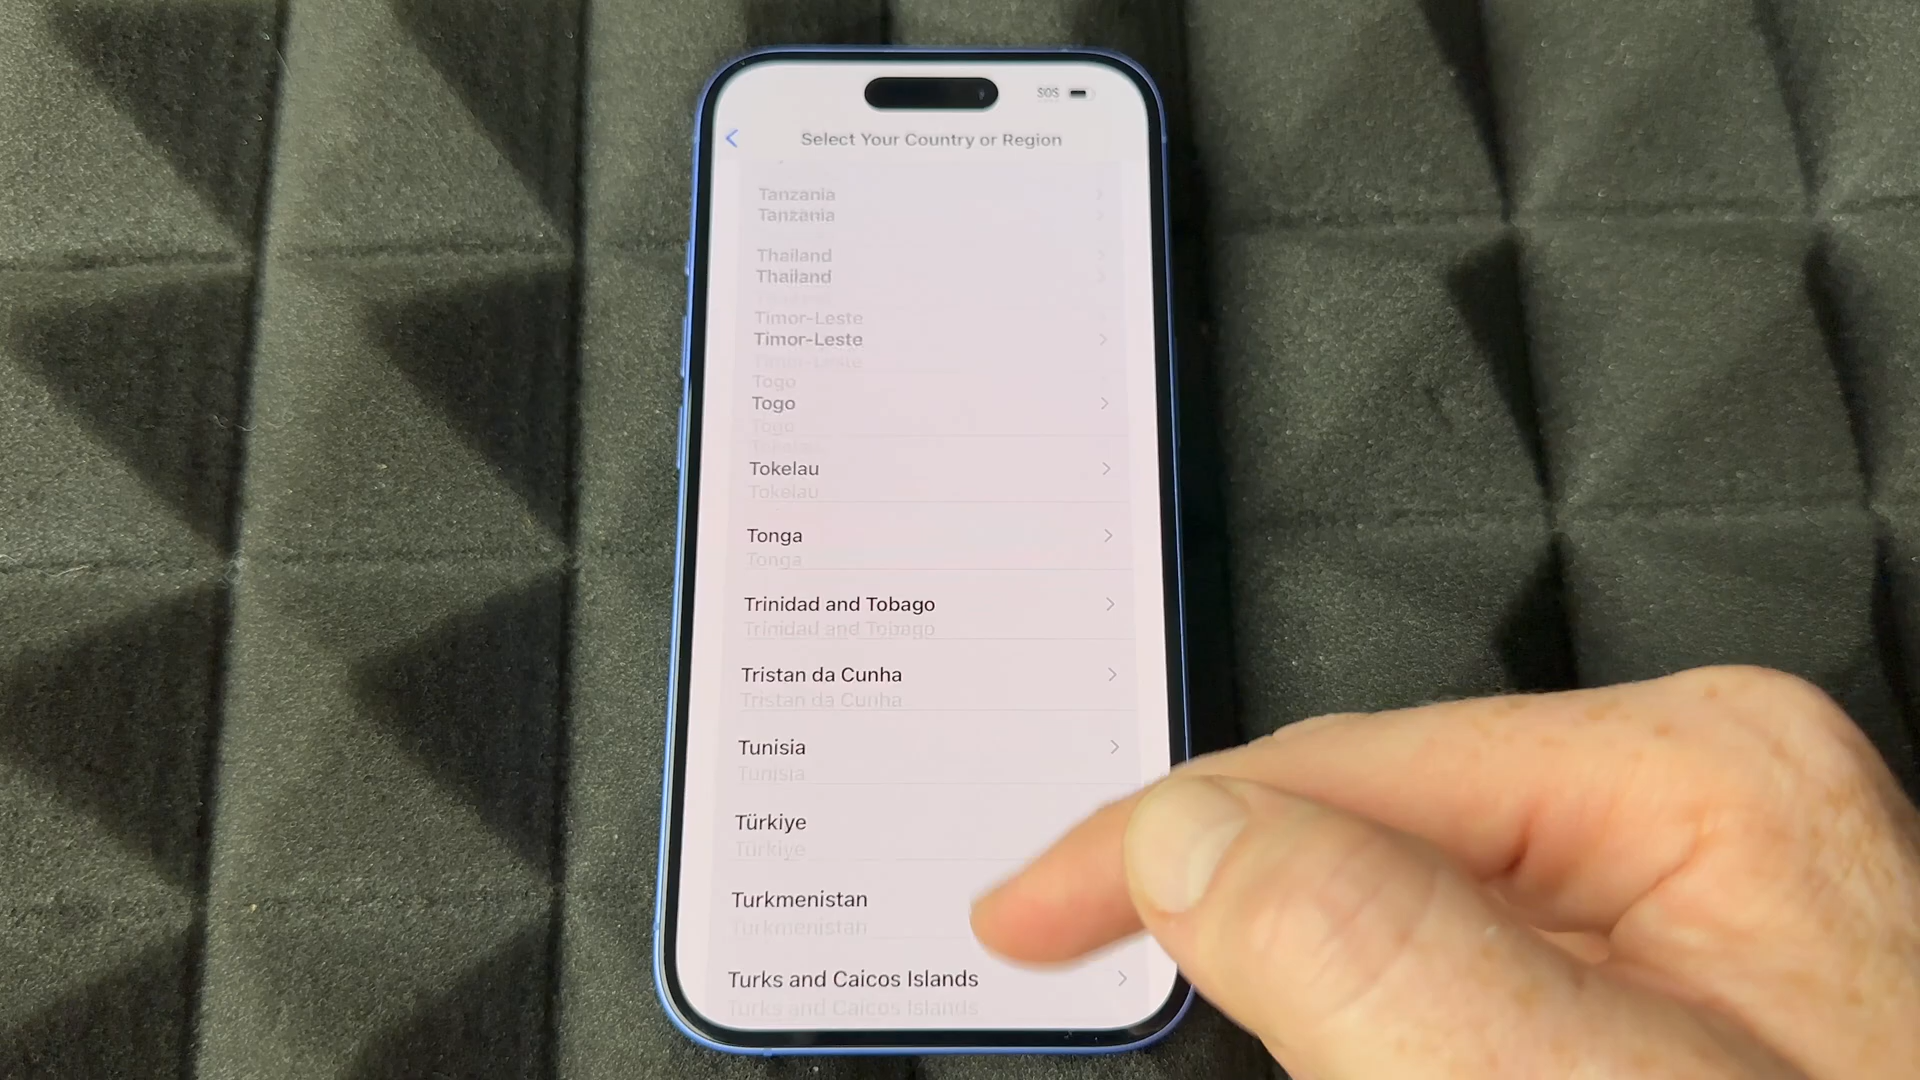 SOS
Select Your Country or Region
Tanzania
Tanzania
Thailand
Thailand
Timor-Leste
Timor-Leste
Timor-Leste
Togo
Togo
Togo
Tokelau
Tokelau
Tonga
Tonga
Trinidad and Tobago
Trinidad and Tobago
Tristan da Cunha
Tristan da Cunha
Tunisia
Tunisia
Türkiye
Türkiye
Turkmenistan
Turkmenistan
Turks and Caicos Islands
Turks and Caicos Islands